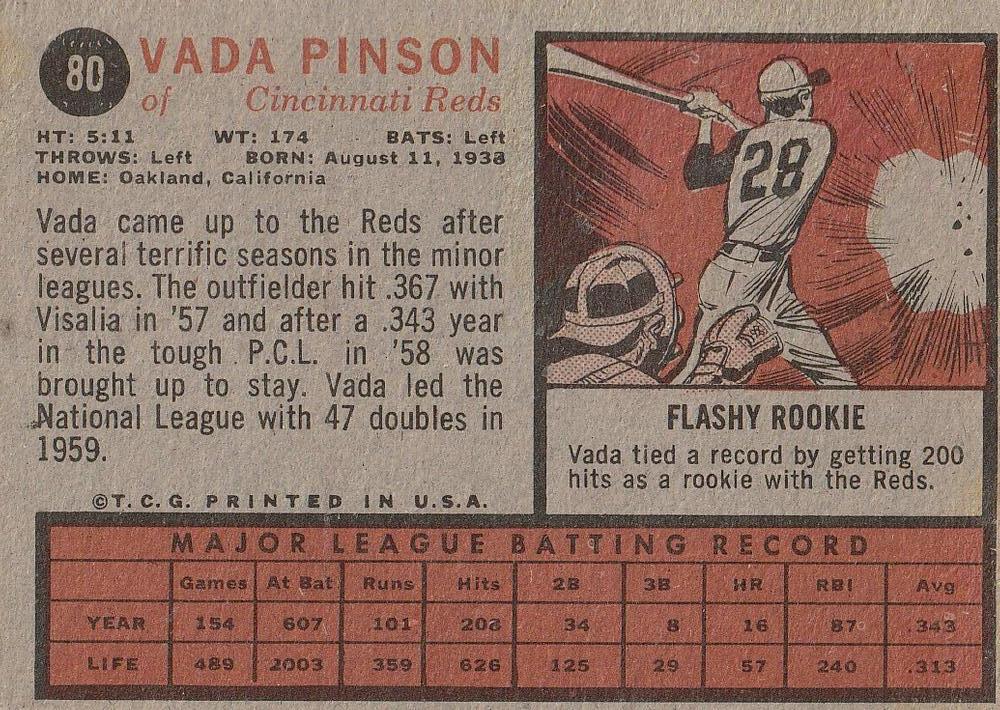 80
VADA PINSON
of Cincinnati Reds
HT: 5:11 WT: 174 BATS: Left
THROWS: Left BORN: August 11, 1938
HOME: Oakland, California
Vada came up to the Reds after
several terrific seasons in the minor
leagues. The outfielder hit .367 with
Visalia in '57 and after a .343 year
in the tough P.C.L. in '58 was
brought up to stay. Vada led the
National League with 47 doubles in
1959.
©T.C.G. PRINTED IN U.S.A.
28
FLASHY ROOKIE
Vada tied a record by getting 200
hits as a rookie with the Reds.
MAJOR LEAGUE BATTING RECORD
Games At Bat Runs Hits 2B 3B HR RBI Avg
YEAR 154 607 101 208 34 8 16 87 .343
LIFE 489 2003 359 626 125 29 57 240 .313